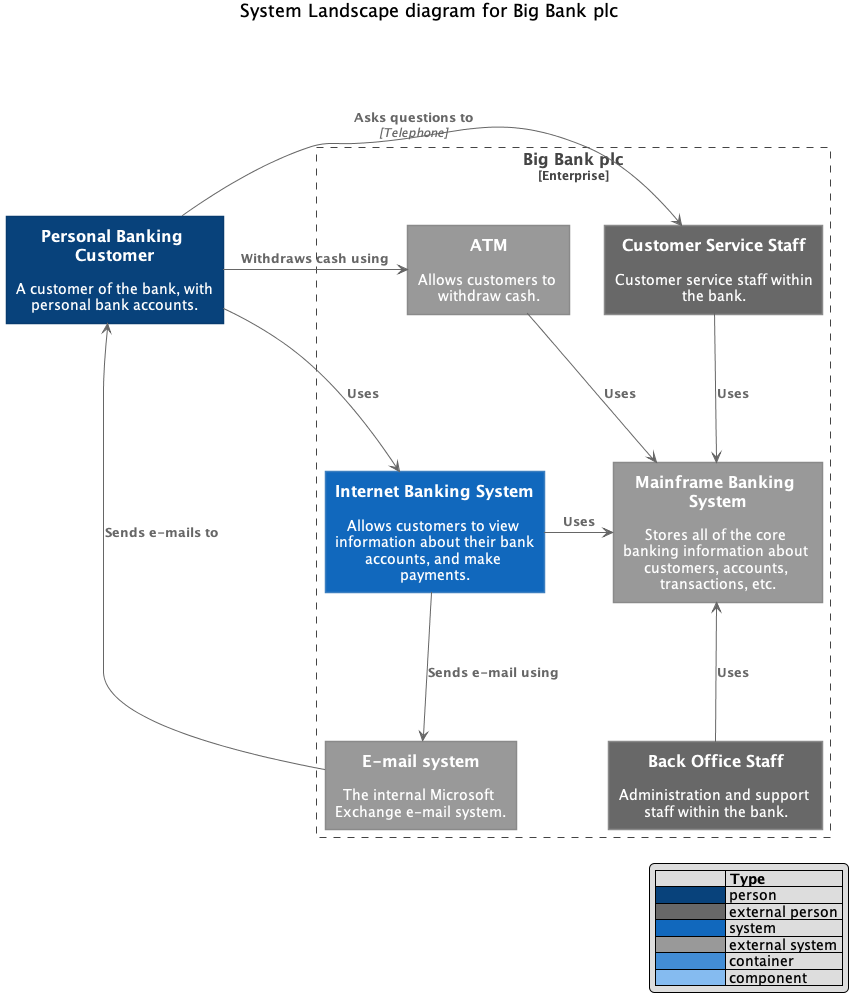 System Landscape diagram for Big Bank plc
Asks questions to
[Telephone]
Big Bank plc
[Enterprise]
Personal Banking
Customer
A customer of the bank, with
personal bank accounts.
Withdraws cash using
ATM
Allows customers to
withdraw cash.
Customer Service Staff
Customer service staff within
the bank.
Uses
Uses
Uses
Internet Banking System
Allows customers to view
information about their bank
accounts, and make
payments.
Uses
Mainframe Banking
System
Stores all of the core
banking information about
customers, accounts,
transactions, etc.
Sends e-mails to
Sends e-mail using
Uses
E-mail system
The internal Microsoft
Exchange e-mail system.
Back Office Staff
Administration and support
staff within the bank.
Type
person
external person
system
external system
container
component